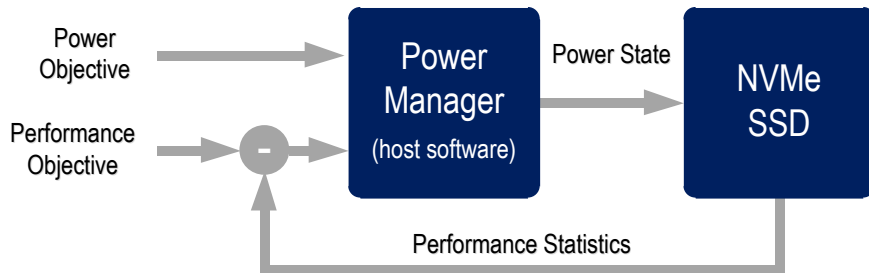 Power
Objective
Performance
Objective
-
Power
Manager
(host software)
Power State
NVMe
SSD
Performance Statistics